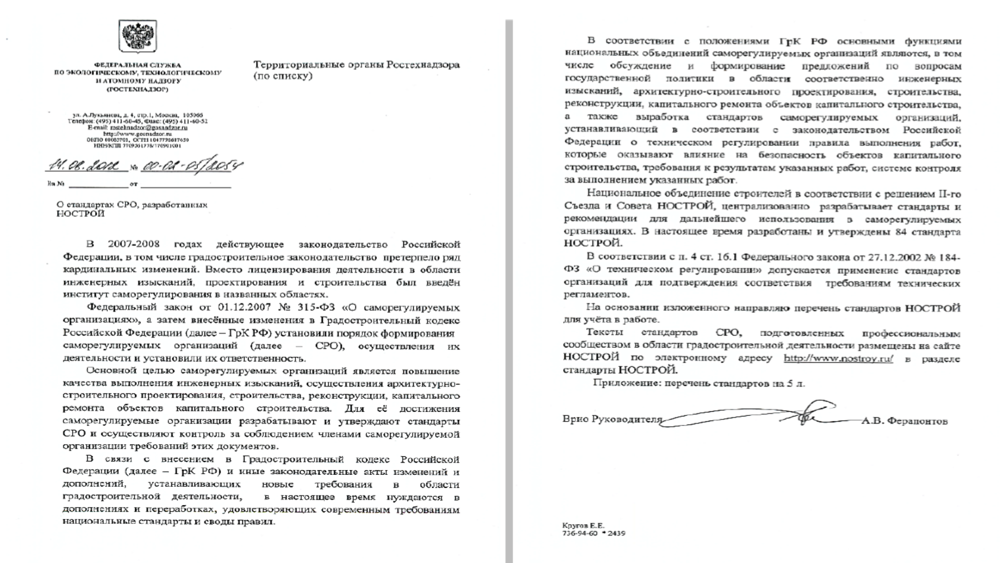 ФЕДЕРАЛЬНАЯ СЛУЖБА
ПО ЭКОЛОГИЧЕСКОМУ, ТЕХНОЛОГИЧЕСКОМУ
И АТОМНОМУ НАДЗОРУ
(РОСТЕХНАДЗОР)
ул. А.Лукьянова, д. 4, стр.1, Москва, 105066
Телефон: (495) 411-60-45, Факс: (495) 411-60-52
E-mail: rostehnadzor@gosnadzor.ru
http://www.gosnadzor.ru
14.08.2012 № 00-02-05/2054
На № от
Территориальные органы Ростехнадзора
(по списку)
О стандартах СРО, разработанных
НОСТРОЙ
В 2007-2008 годах действующее законодательство Российской
Федерации, в том числе градостроительное законодательство претерпело ряд
кардинальных изменений. Вместо лицензирования деятельности в области
инженерных изысканий, проектирования и строительства был введён
институт саморегулирования в названных областях.
Федеральный закон от 01.12.2007 № 315-ФЗ «О саморегулируемых
организациях», а затем внесённые изменения в Градостроительный кодекс
Российской Федерации (далее – ГрК РФ) установили порядок формирования
саморегулируемых организаций (далее – СРО), осуществления их
деятельности и установили их ответственность.
Основной целью саморегулируемых организаций является повышение
качества выполнения инженерных изысканий, осуществления архитектурно-
строительного проектирования, строительства, реконструкции, капитального
ремонта объектов капитального строительства. Для её достижения
саморегулируемые организации разрабатывают и утверждают стандарты
СРО и осуществляют контроль за соблюдением членами саморегулируемой
организации требований этих документов.
В связи с внесением в Градостроительный кодекс Российской
Федерации (далее – ГрК РФ) и иные законодательные акты изменений и
дополнений, устанавливающих новые требования в области
градостроительной деятельности, в настоящее время нуждаются в
дополнениях и переработках, удовлетворяющих современным требованиям
национальные стандарты и своды правил.
В соответствии с положениями ГрК РФ основными функциями
национальных объединений саморегулируемых организаций являются, в том
числе обсуждение и формирование предложений по вопросам
государственной политики в области соответственно инженерных
изысканий, архитектурно-строительного проектирования, строительства,
реконструкции, капитального ремонта объектов капитального строительства,
а также выработка стандартов саморегулируемых организаций,
устанавливающий в соответствии с законодательством Российской
Федерации о техническом регулировании правила выполнения работ,
которые оказывают влияние на безопасность объектов капитального
строительства, требования к результатам указанных работ, системе контроля
за выполнением указанных работ.
Национальное объединение строителей в соответствии с решением II-го
Съезда и Совета НОСТРОЙ, централизованно разрабатывает стандарты и
рекомендации для дальнейшего использования в саморегулируемых
организациях. В настоящее время разработаны и утверждены 84 стандарта
НОСТРОЙ.
В соответствии с п. 4 ст. 16.1 Федерального закона от 27.12.2002 № 184-
ФЗ «О техническом регулировании» допускается применение стандартов
организаций для подтверждения соответствия требованиям технических
регламентов.
На основании изложенного направляю перечень стандартов НОСТРОЙ
для учёта в работе.
Тексты стандартов СРО, подготовленных профессиональным
сообществом в области градостроительной деятельности размещены на сайте
НОСТРОЙ по электронному адресу http://www.nostroy.ru/ в разделе
стандарты НОСТРОЙ.
Приложение: перечень стандартов на 5 л.
Врио Руководителя А.В. Ферапонтов
Кругов Е.Е.
736-94-60 * 2439